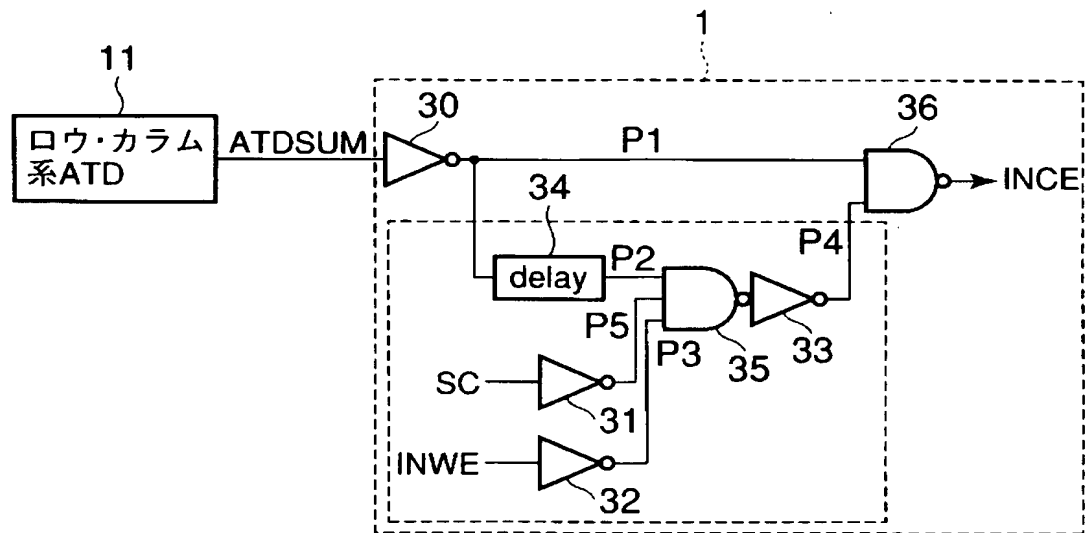 1
11
30
36
ロウ・カラム
系ATD
ATDSUM
P1
INCE
34
delay
P2
P4
P5
P3
35
33
SC
31
INWE
32